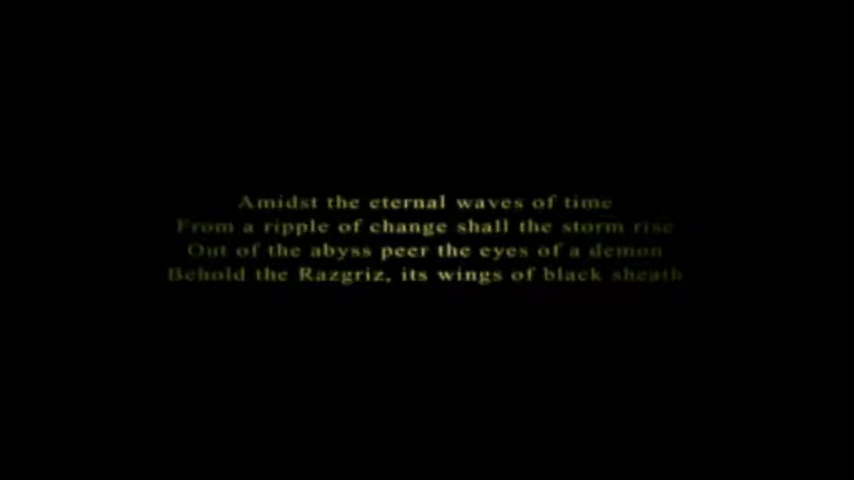 Amidst the eternal waves of time
From a ripple of change shall the storm rise
Out of the abyss peer the eyes of a demon
Behold the Razgriz, its wings of black sheath